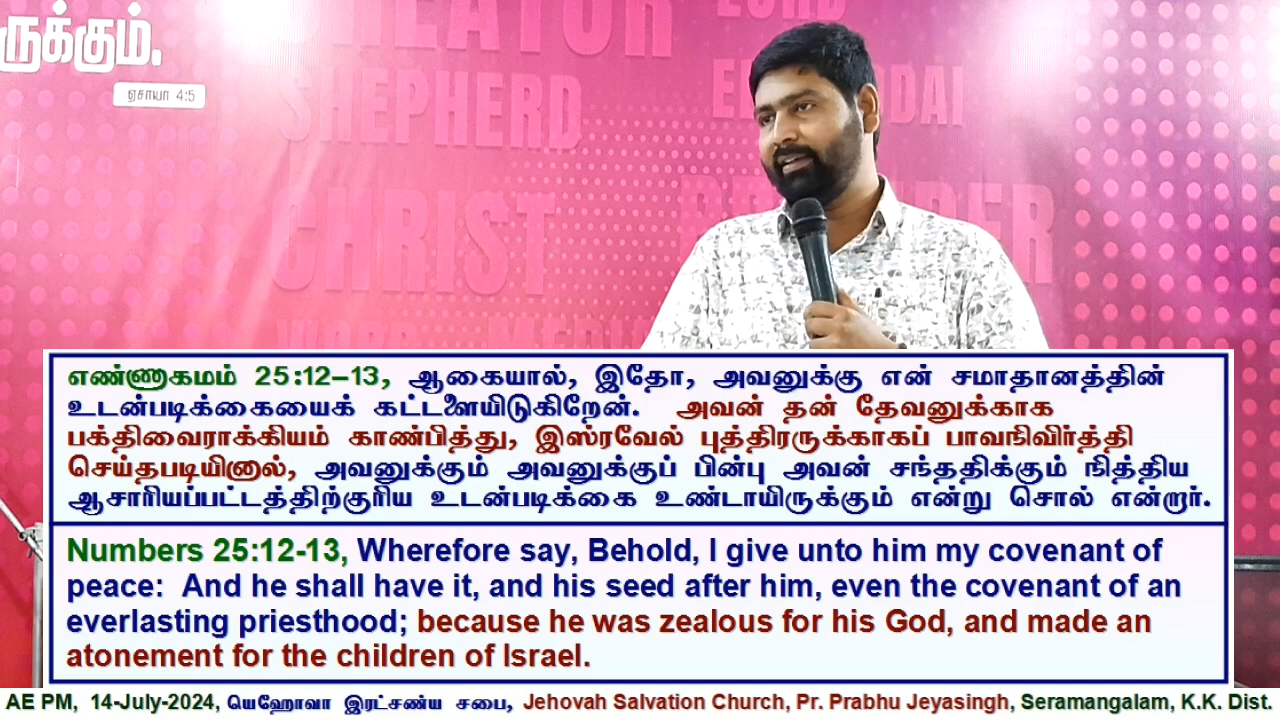 ருக்கும்.
ஏசாயா 4:5
CREATOR
LORD
SHEPHERD
CHRIST
எண்ணாகமம் 25:12-13, ஆகையால், இதோ, அவனுக்கு என் சமாதானத்தின்
உடன்படிக்கையைக் கட்டளையிடுகிறேன். அவன் தன் தேவனுக்காக
பக்திவைராக்கியம் காண்பித்து, இஸ்ரவேல் புத்திரருக்காகப் பாவநிவிர்த்தி
செய்தபடியினால், அவனுக்கும் அவனுக்குப் பின்பு அவன் சந்ததிக்கும் நித்திய
ஆசாரியப்பட்டத்திற்குரிய உடன்படிக்கை உண்டாயிருக்கும் என்று சொல் என்றார்.
Numbers 25:12-13, Wherefore say, Behold, I give unto him my covenant of
peace: And he shall have it, and his seed after him, even the covenant of an
everlasting priesthood; because he was zealous for his God, and made an
atonement for the children of Israel.
AE PM, 14-July-2024, யெஹோவா இரட்சண்ய சபை, Jehovah Salvation Church, Pr. Prabhu Jeyasingh, Seramangalam, K.K. Dist.